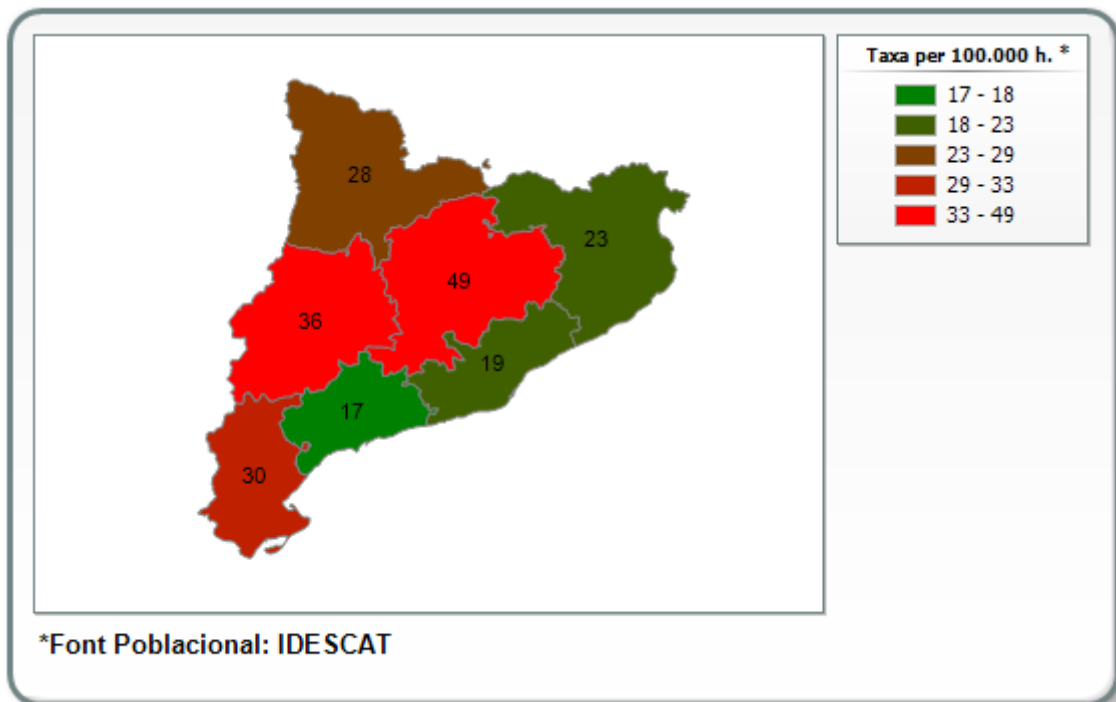 Taxa per 100.000 h. *
17 - 18
18 - 23
23 - 29
29 - 33
33 - 49
28
23
49
36
19
17
30
*Font Poblacional: IDESCAT